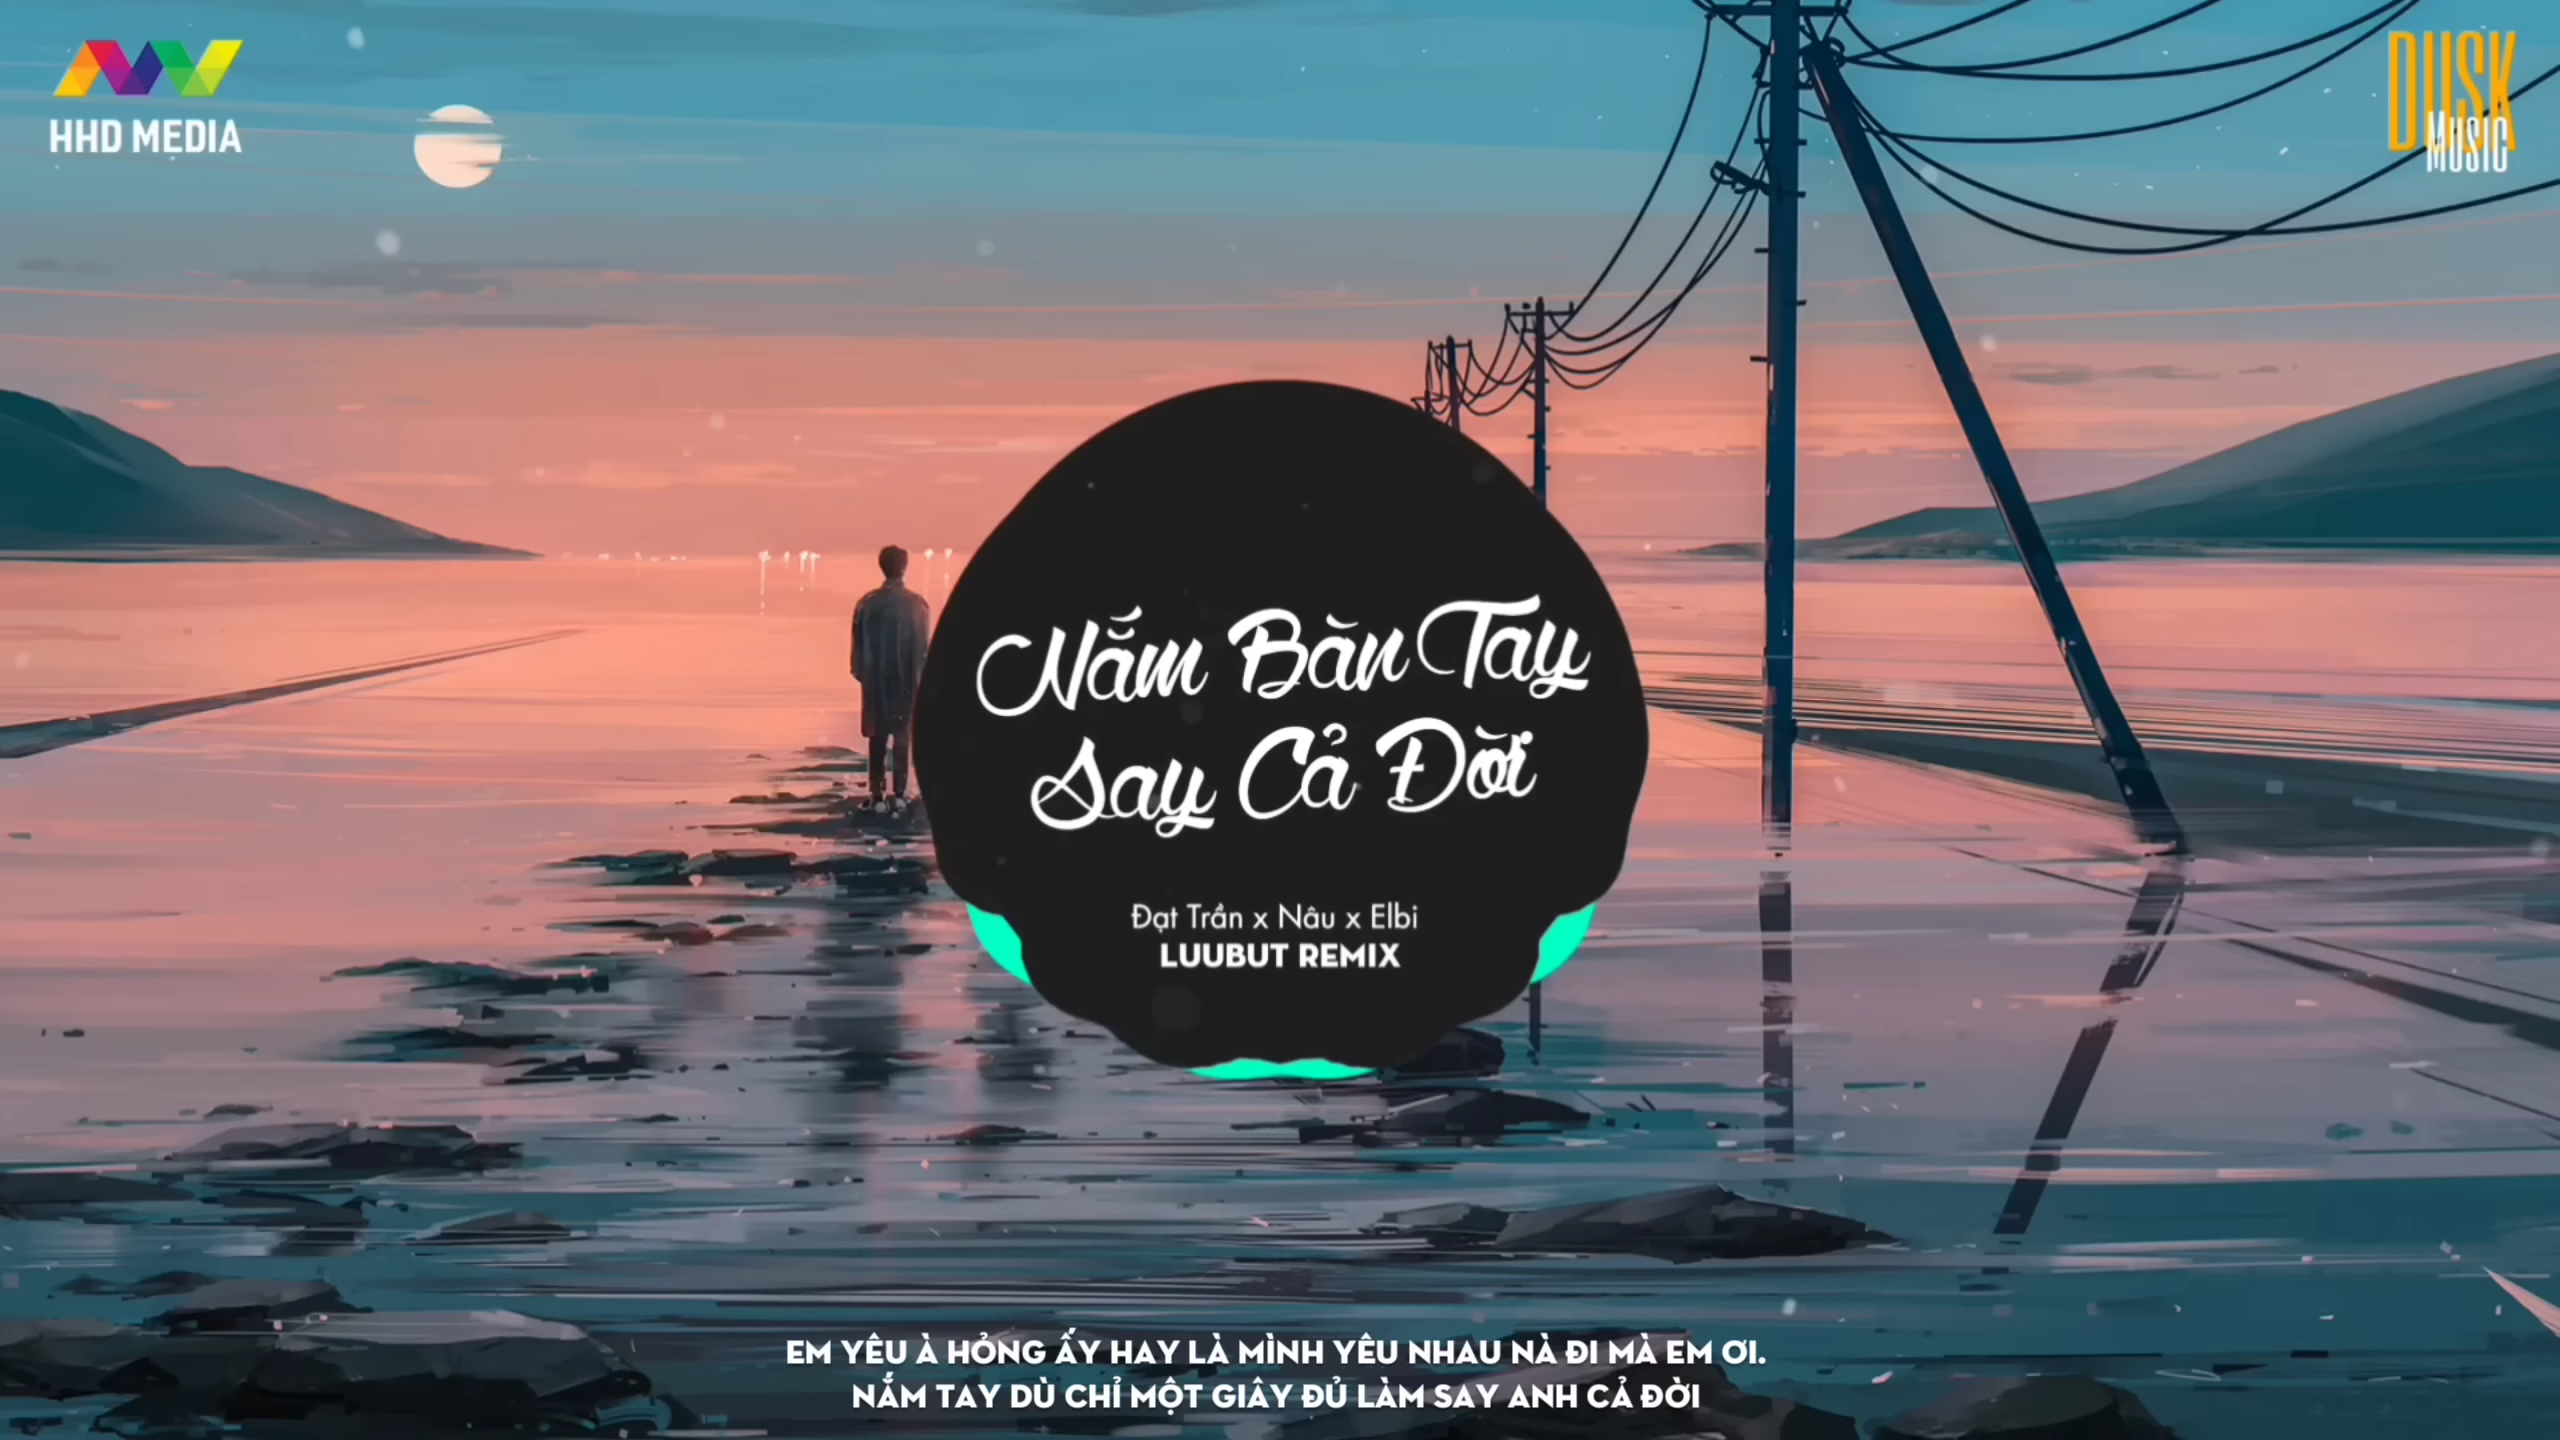 HHD MEDIA
DUSK
MUSIC
Nắm Bàn Tay
Say Cả Đời
Đạt Trần x Nâu x Elbi
LUUBUT REMIX
EM YÊU À HỎNG ẤY HAY LÀ MÌNH YÊU NHAU NÀ ĐI MÀ EM ƠI.
NẮM TAY DÙ CHỈ MỘT GIÂY ĐỦ LÀM SAY ANH CẢ ĐỜI